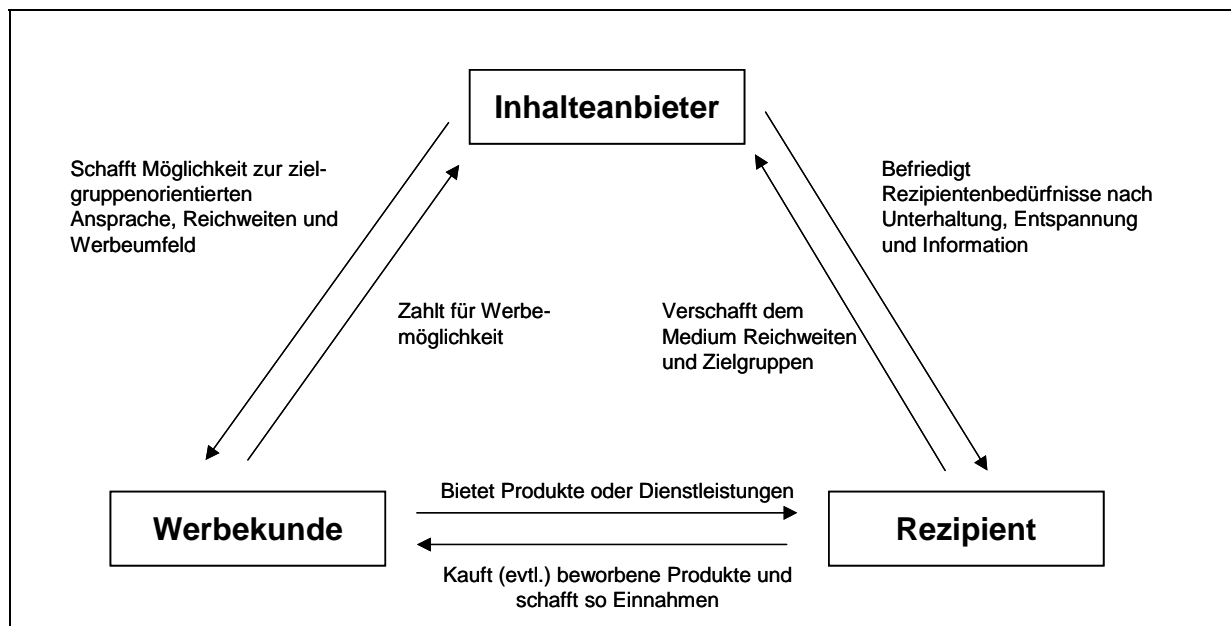 Inhalteanbieter
Schafft Möglichkeit zur ziel-
gruppenorientierten
Ansprache, Reichweiten und
Werbeumfeld
Befriedigt
Rezipientenbedürfnisse nach
Unterhaltung, Entspannung
und Information
Zahlt für Werbe-
möglichkeit
Verschafft dem
Medium Reichweiten
und Zielgruppen
Werbekunde
Bietet Produkte oder Dienstleistungen
Rezipient
Kauft (evtl.) beworbene Produkte und
schafft so Einnahmen